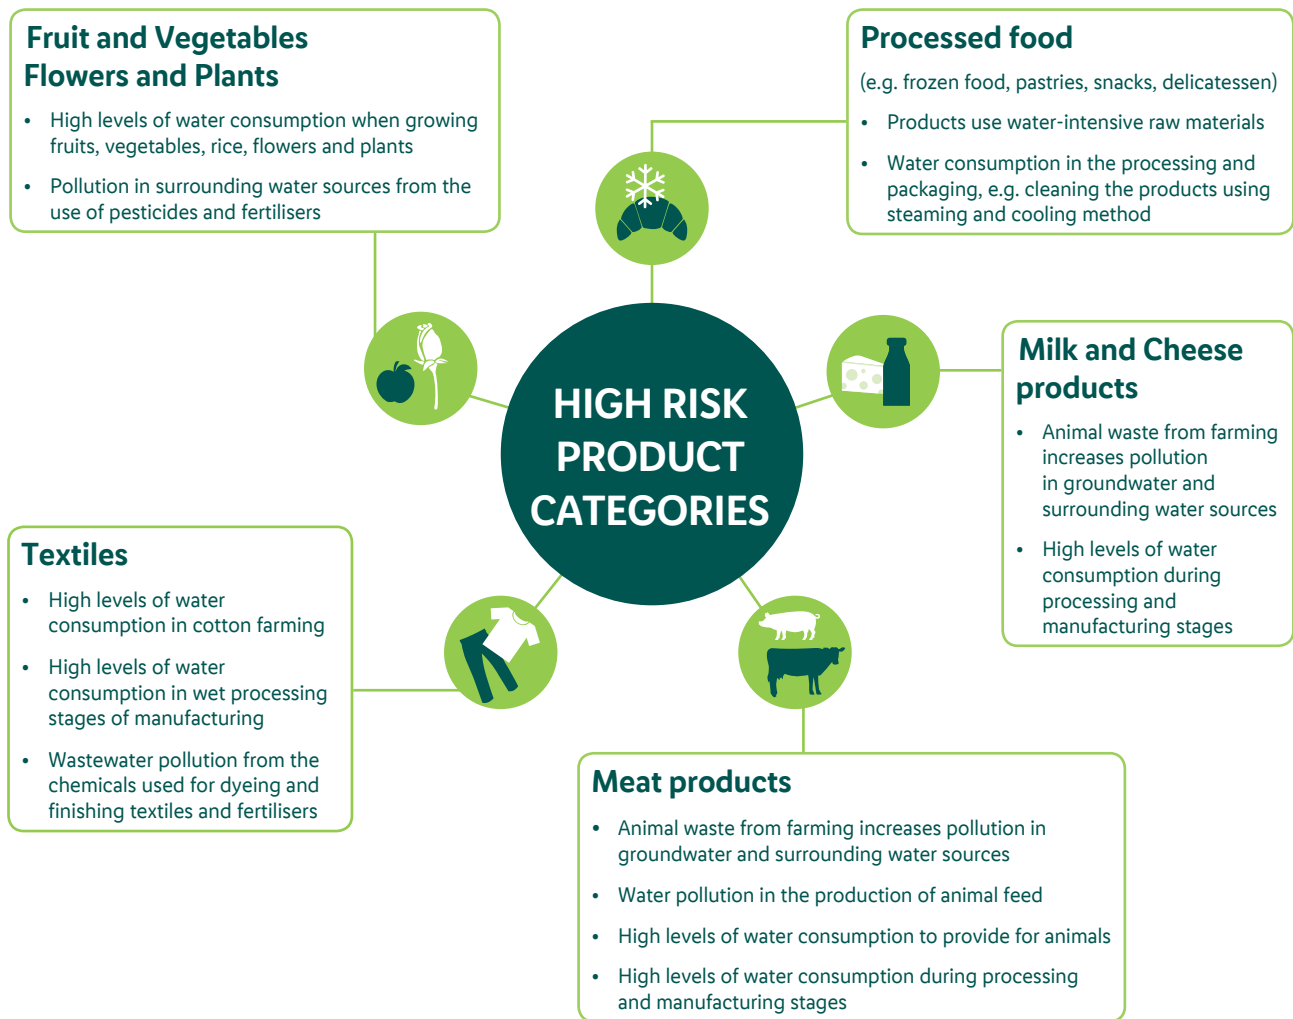 Fruit and Vegetables
Flowers and Plants
• High levels of water consumption when growing
fruits, vegetables, rice, flowers and plants
• Pollution in surrounding water sources from the
use of pesticides and fertilisers
Processed food
(e.g. frozen food, pastries, snacks, delicatessen)
• Products use water-intensive raw materials
• Water consumption in the processing and
packaging, e.g. cleaning the products using
steaming and cooling method
HIGH RISK
PRODUCT
CATEGORIES
Milk and Cheese
products
• Animal waste from farming
increases pollution
in groundwater and
surrounding water sources
• High levels of water
consumption during
processing and
manufacturing stages
Textiles
• High levels of water
consumption in cotton farming
• High levels of water
consumption in wet processing
stages of manufacturing
• Wastewater pollution from the
chemicals used for dyeing and
finishing textiles and fertilisers
Meat products
• Animal waste from farming increases pollution in
groundwater and surrounding water sources
• Water pollution in the production of animal feed
• High levels of water consumption to provide for animals
• High levels of water consumption during processing
and manufacturing stages